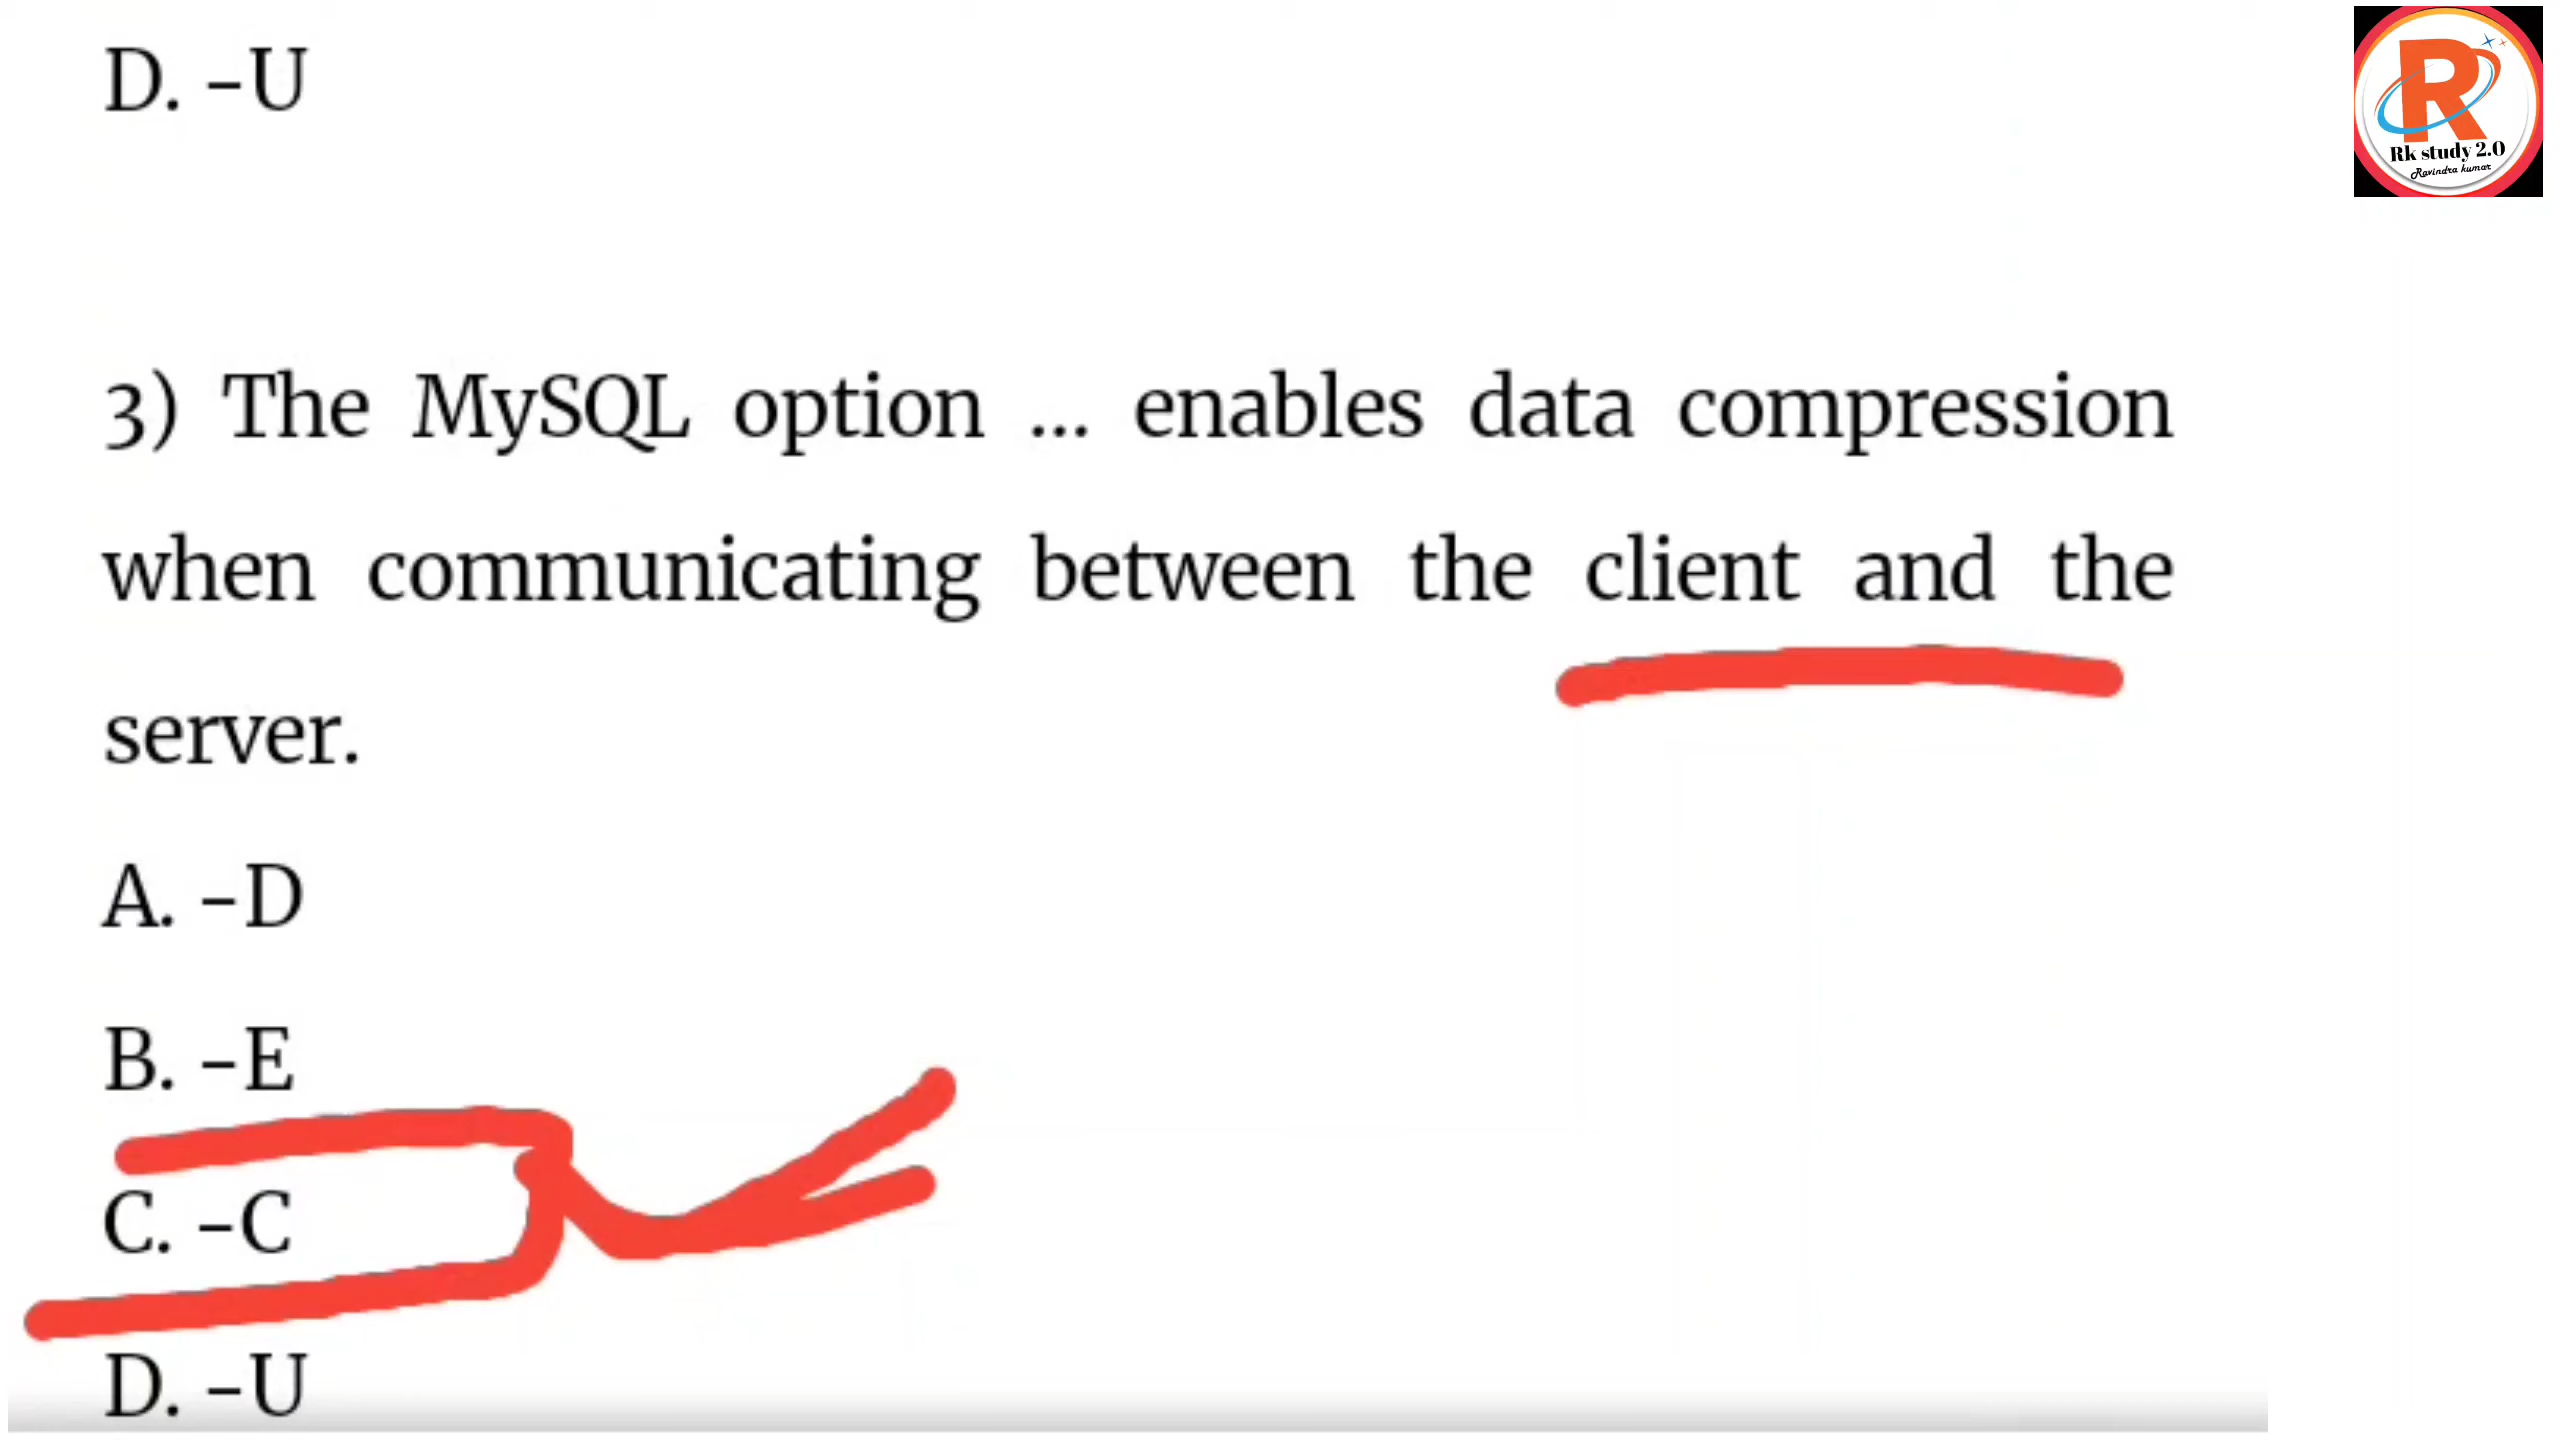 D. -U
R
Rk study 2.0
Ravindra kumar
3) The MySQL option ... enables data compression
when communicating between the client and the
server.
A. -D
B. -E
C. -C
D. -U